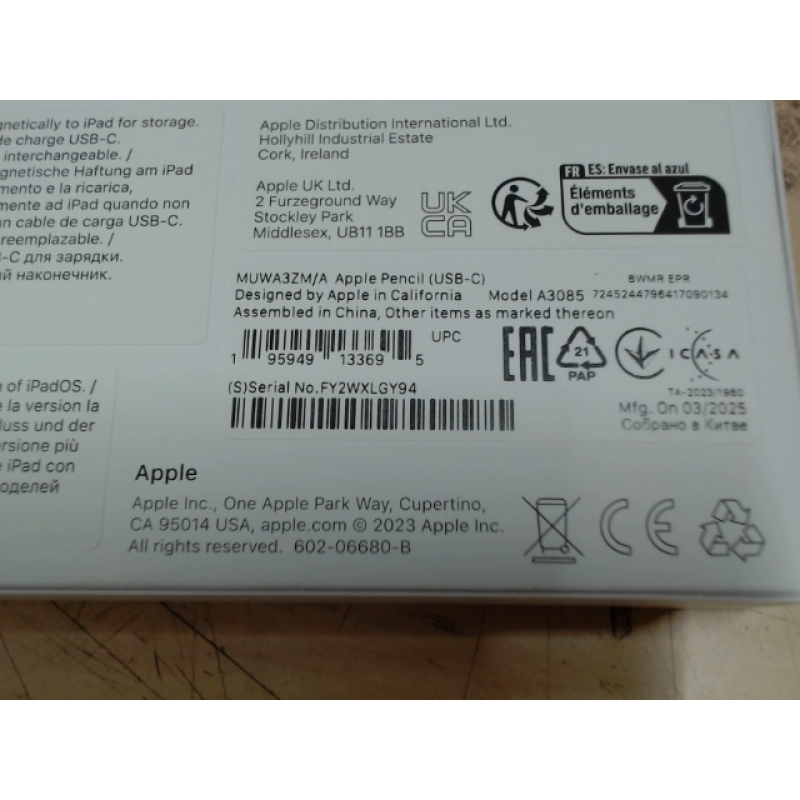 gnetically to iPad for storage.
de charge USB-C.
interchangeable. /
gnetische Haftung am iPad
mento e la ricarica,
mente ad iPad quando non
un cable de carga USB-C.
reemplazable. /
B-C для зарядки.
й наконечник.
n of iPadOS. /
e la version la
luss und der
ersione più
e iPad con
оделей
Apple Distribution International Ltd.
Hollyhill Industrial Estate
Cork, Ireland
Apple UK Ltd.
2 Furzeground Way
Stockley Park
Middlesex, UB11 1BB
UK
CA
FR ES: Envase al azul
Éléments
d'emballage
MUWA3ZM/A Apple Pencil (USB-C)
BWMR EPR
Designed by Apple in California Model A3085 7245244796417090134
Assembled in China, Other items as marked thereon
1 95949 13369 5 UPC
EAC
21
PAP
ICASA
TA-2023/1960
(S)Serial No.FY2WXLGY94
Mfg. On 03/2025
Собрано в Китае
Apple
Apple Inc., One Apple Park Way, Cupertino,
CA 95014 USA, apple.com © 2023 Apple Inc.
All rights reserved. 602-06680-B
CE